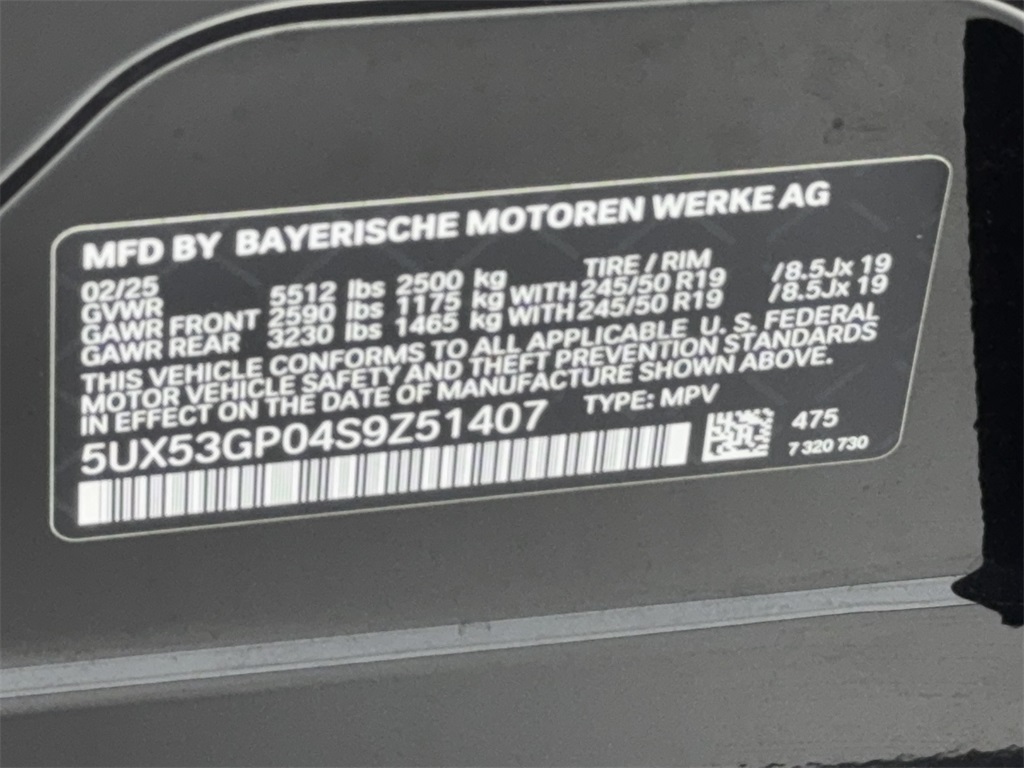 MFD BY BAYERISCHE MOTOREN WERKE AG
02/25 TIRE / RIM
GVWR 5512 lbs 2500 kg
GAWR FRONT 2590 lbs 1175 kg WITH 245/50 R19 /8.5Jx 19
GAWR REAR 3230 lbs 1465 kg WITH 245/50 R19 /8.5Jx 19
THIS VEHICLE CONFORMS TO ALL APPLICABLE U. S. FEDERAL
MOTOR VEHICLE SAFETY AND THEFT PREVENTION STANDARDS
IN EFFECT ON THE DATE OF MANUFACTURE SHOWN ABOVE.
5UX53GP04S9Z51407 TYPE: MPV
475
7 320 730